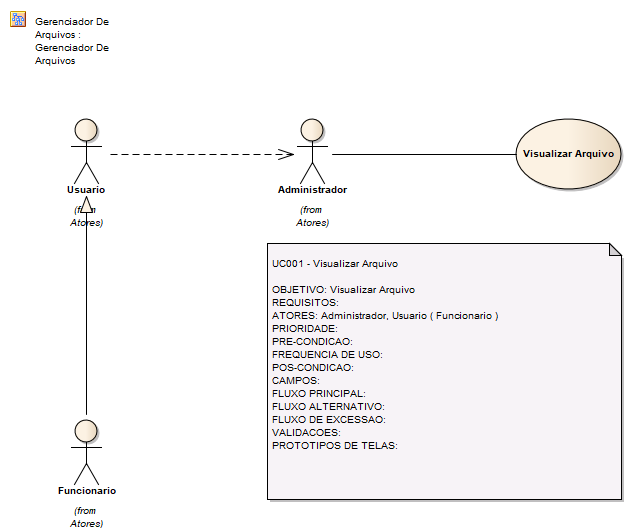 Gerenciador De
Arquivos :
Gerenciador De
Arquivos
Usuario
(from
Atores)
Administrador
(from
Atores)
Visualizar Arquivo
UC001 - Visualizar Arquivo
OBJETIVO: Visualizar Arquivo
REQUISITOS:
ATORES: Administrador, Usuario ( Funcionario )
PRIORIDADE:
PRE-CONDICAO:
FREQUENCIA DE USO:
POS-CONDICAO:
CAMPOS:
FLUXO PRINCIPAL:
FLUXO ALTERNATIVO:
FLUXO DE EXCESSAO:
VALIDACOES:
PROTOTIPOS DE TELAS:
Funcionario
(from
Atores)